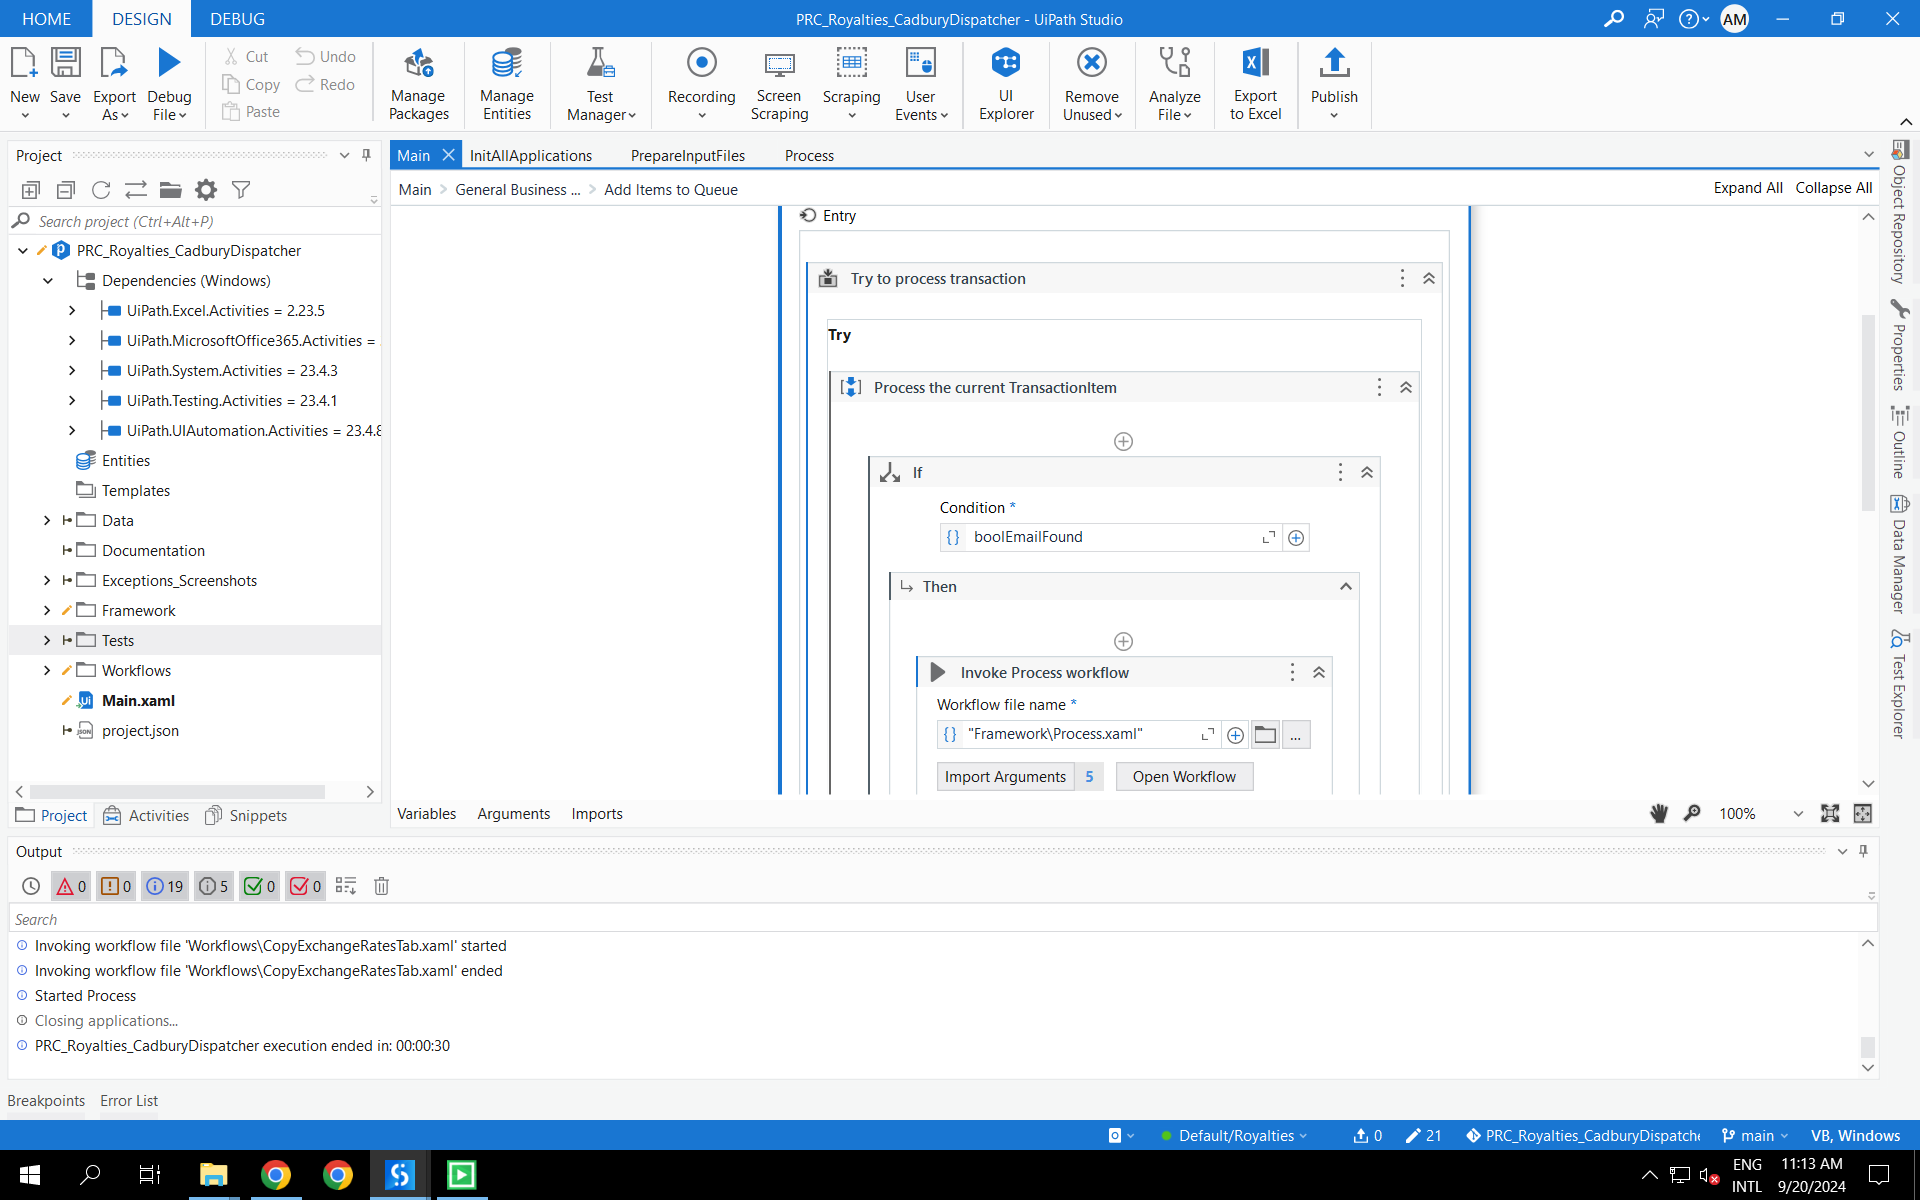 HOME DESIGN DEBUG PRC_Royalties_CadburyDispatcher - UiPath Studio AM
New Save Export As Debug File Cut Copy Paste Undo Redo Manage Packages Manage Entities Test Manager Recording Screen Scraping Scraping User Events UI Explorer Remove Unused Analyze File Export to Excel Publish
Project
Search project (Ctrl+Alt+P)
PRC_Royalties_CadburyDispatcher
Dependencies (Windows)
UiPath.Excel.Activities = 2.23.5
UiPath.MicrosoftOffice365.Activities =
UiPath.System.Activities = 23.4.3
UiPath.Testing.Activities = 23.4.1
UiPath.UIAutomation.Activities = 23.4.8
Entities
Templates
Data
Documentation
Exceptions_Screenshots
Framework
Tests
Workflows
Main.xaml
project.json
Project Activities Snippets
Main InitAllApplications PrepareInputFiles Process
Main > General Business ... > Add Items to Queue Expand All Collapse All
Entry
Try to process transaction
Try
Process the current TransactionItem
If
Condition *
{} boolEmailFound
Then
Invoke Process workflow
Workflow file name *
{} "Framework\Process.xaml" ...
Import Arguments 5 Open Workflow
Variables Arguments Imports 100%
Object Repository
Properties
Outline
Data Manager
Test Explorer
Output
0 0 19 5 0 0
Search
Invoking workflow file 'Workflows\CopyExchangeRatesTab.xaml' started
Invoking workflow file 'Workflows\CopyExchangeRatesTab.xaml' ended
Started Process
Closing applications...
PRC_Royalties_CadburyDispatcher execution ended in: 00:00:30
Breakpoints Error List
Default/Royalties 0 21 PRC_Royalties_CadburyDispatche main VB, Windows
ENG 11:13 AM
INTL 9/20/2024